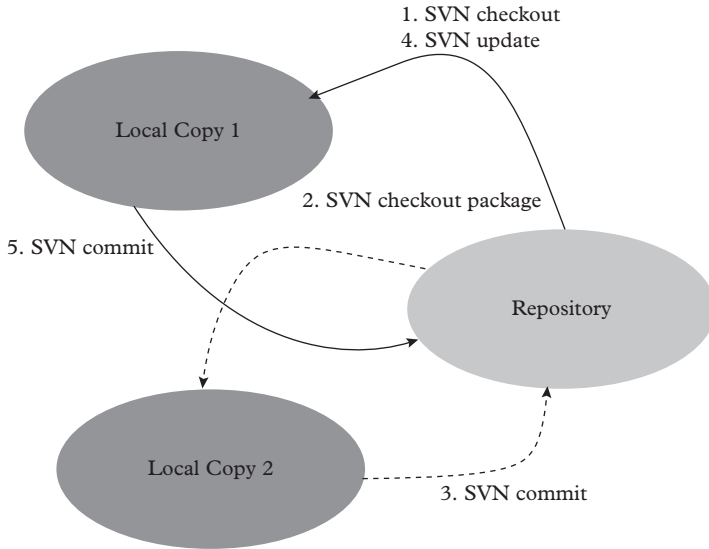 1. SVN checkout
4. SVN update
Local Copy 1
2. SVN checkout package
5. SVN commit
Repository
Local Copy 2
3. SVN commit